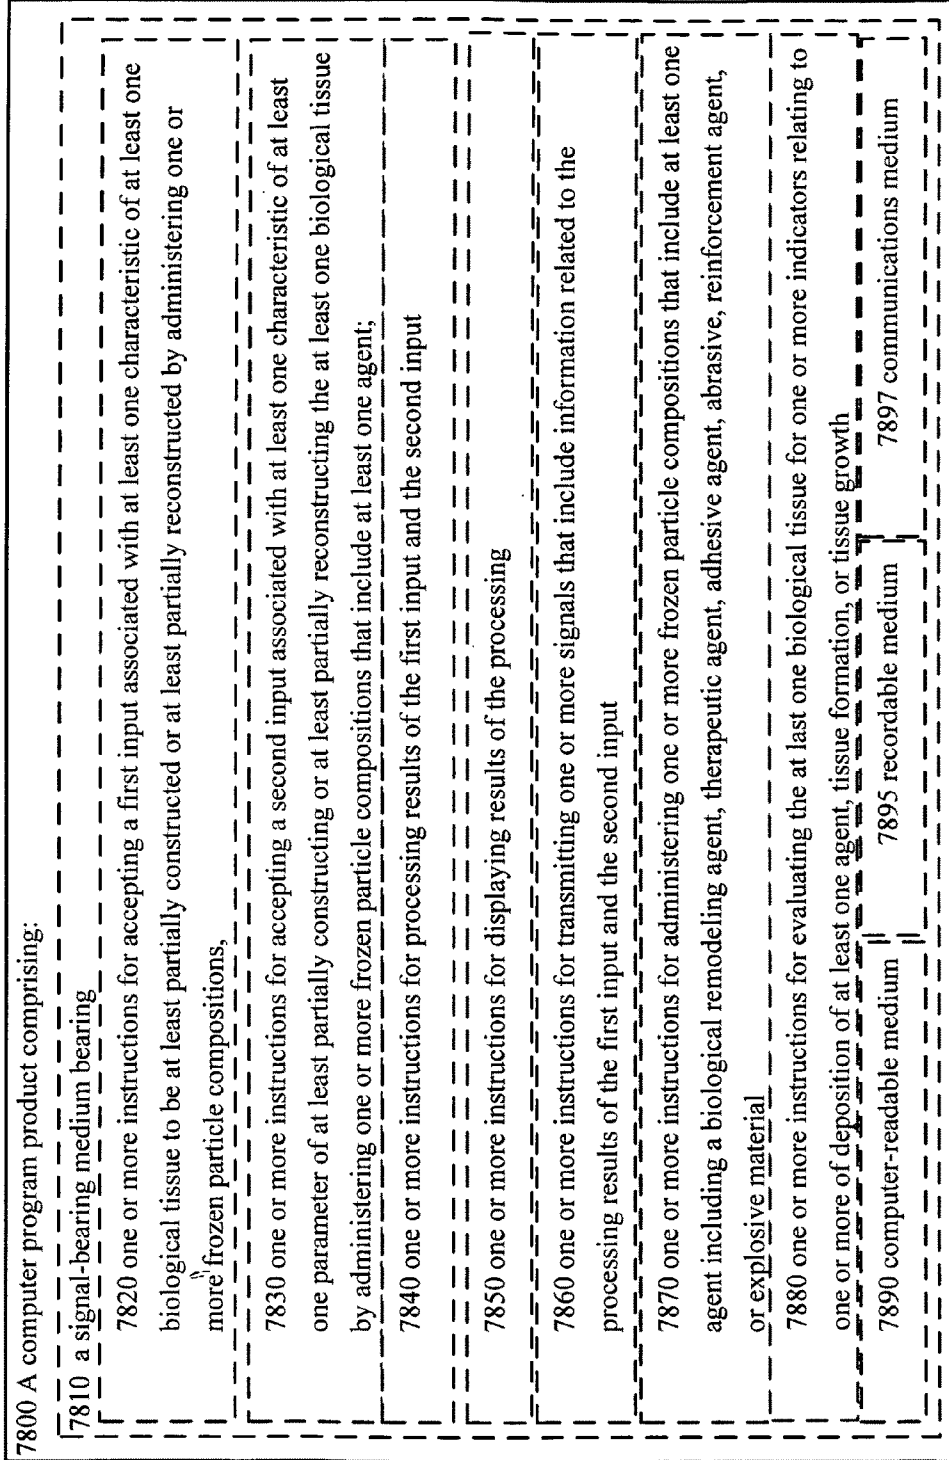 7800 A computer program product comprising:
7810 a signal-bearing medium bearing
7820 one or more instructions for accepting a first input associated with at least one characteristic of at least one
biological tissue to be at least partially constructed or at least partially reconstructed by administering one or
more frozen particle compositions,
7830 one or more instructions for accepting a second input associated with at least one characteristic of at least
one parameter of at least partially constructing or at least partially reconstructing the at least one biological tissue
by administering one or more frozen particle compositions that include at least one agent;
7840 one or more instructions for processing results of the first input and the second input
7850 one or more instructions for displaying results of the processing
7860 one or more instructions for transmitting one or more signals that include information related to the
processing results of the first input and the second input
7870 one or more instructions for administering one or more frozen particle compositions that include at least one
agent including a biological remodeling agent, therapeutic agent, adhesive agent, abrasive, reinforcement agent,
or explosive material
7880 one or more instructions for evaluating the at last one biological tissue for one or more indicators relating to
one or more of deposition of at least one agent, tissue formation, or tissue growth
7890 computer-readable medium
7895 recordable medium
7897 communications medium